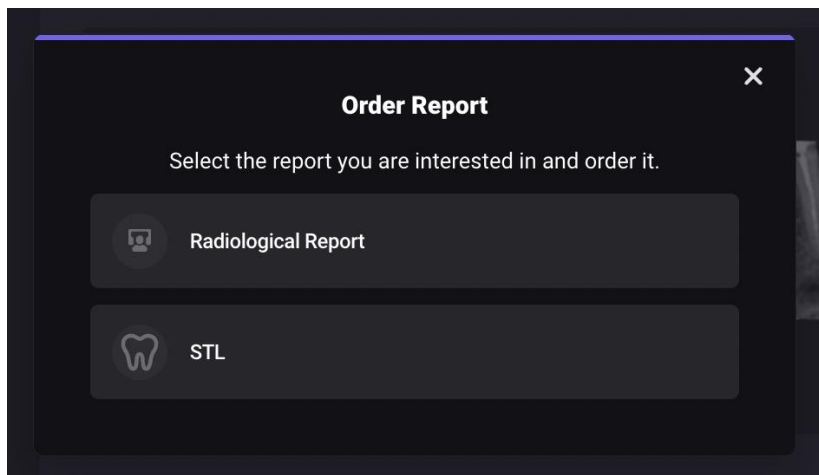 Order Report
Select the report you are interested in and order it.
Radiological Report
STL